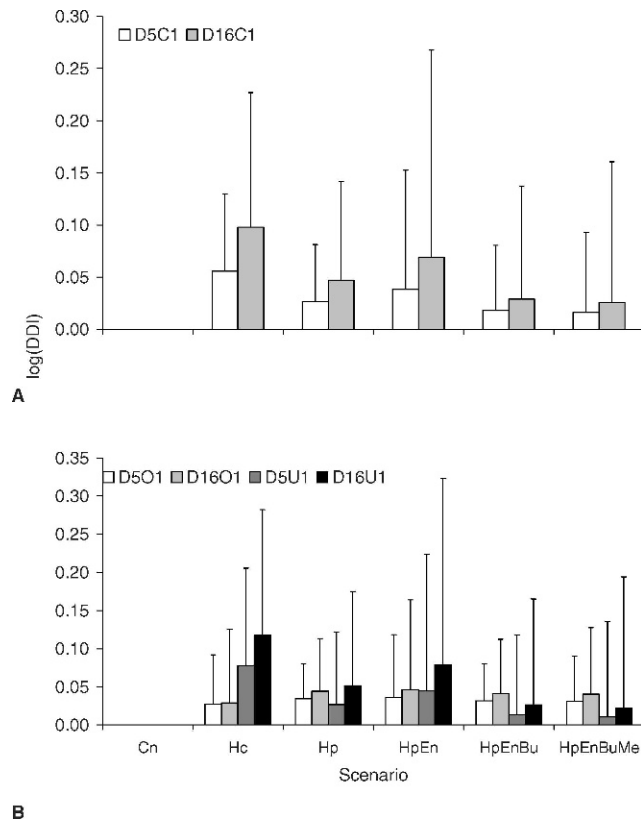 D5C1 D16C1
0.30
0.25
0.20
0.15
0.10
0.05
0.00
log(DDI)
A
D5O1 D16O1 D5U1 D16U1
0.35
0.30
0.25
0.20
0.15
0.10
0.05
0.00
Cn Hc Hp HpEn HpEnBu HpEnBuMe
Scenario
B